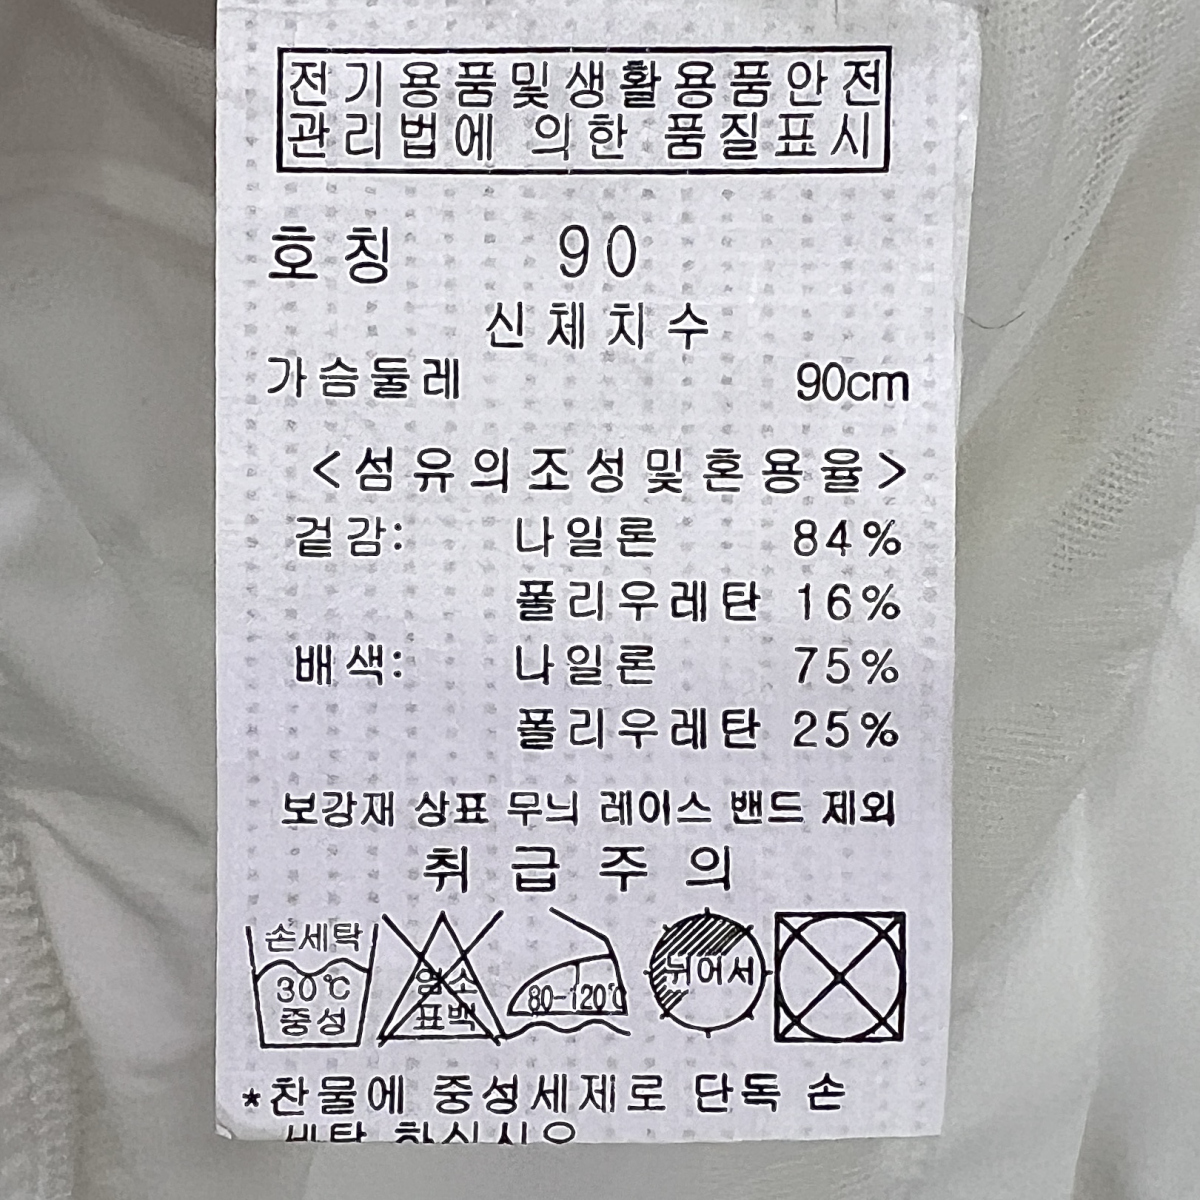 전기용품및생활용품안전
관리법에 의한 품질표시
호칭 90
신체치수
가슴둘레 90cm
<섬유의조성및혼용율>
겉감: 나일론 84%
폴리우레탄 16%
배색: 나일론 75%
폴리우레탄 25%
보강재 상표 무늬 레이스 밴드 제외
취급주의
손세탁
30℃
중성
염소
표백
80-120℃
뉘어서
*찬물에 중성세제로 단독 손